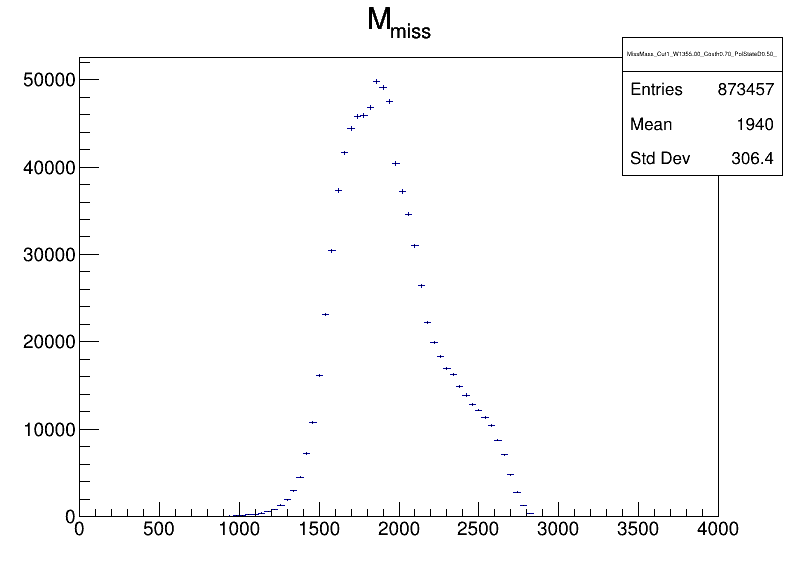 M_miss
MissMass_Cut1_W1355.00_Costh0.70_PolStateD0.50_
Entries 873457
Mean 1940
Std Dev 306.4
50000
40000
30000
20000
10000
0
0 500 1000 1500 2000 2500 3000 3500 4000